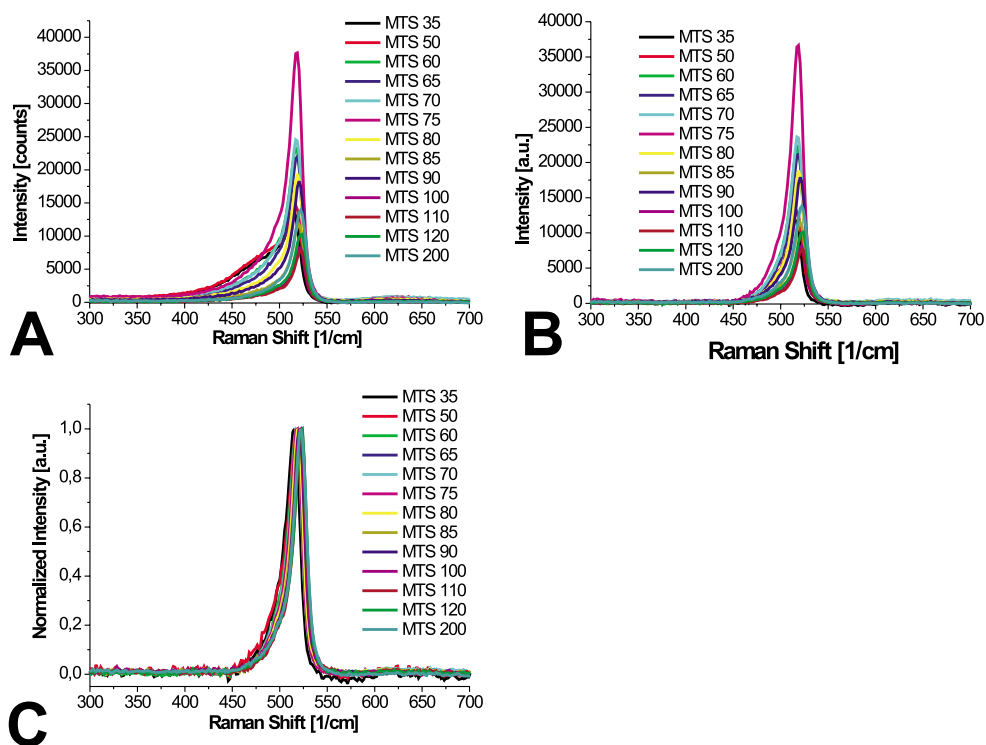 40000
35000
30000
25000
20000
15000
10000
5000
0
Intensity [counts]
300 350 400 450 500 550 600 650 700
Raman Shift [1/cm]
MTS 35
MTS 50
MTS 60
MTS 65
MTS 70
MTS 75
MTS 80
MTS 85
MTS 90
MTS 100
MTS 110
MTS 120
MTS 200
A
40000
35000
30000
25000
20000
15000
10000
5000
0
Intensity [a.u.]
300 350 400 450 500 550 600 650 700
Raman Shift [1/cm]
MTS 35
MTS 50
MTS 60
MTS 65
MTS 70
MTS 75
MTS 80
MTS 85
MTS 90
MTS 100
MTS 110
MTS 120
MTS 200
B
1,0
0,8
0,6
0,4
0,2
0,0
Normalized Intensity [a.u.]
300 350 400 450 500 550 600 650 700
Raman Shift [1/cm]
MTS 35
MTS 50
MTS 60
MTS 65
MTS 70
MTS 75
MTS 80
MTS 85
MTS 90
MTS 100
MTS 110
MTS 120
MTS 200
C